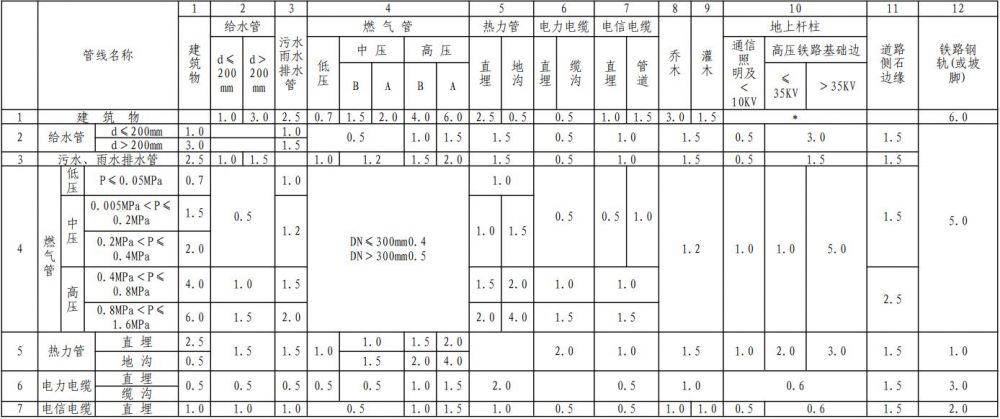 1 2 3 4 5 6 7 8 9 10 11 12
管线名称 建筑物 给水管 污水雨水排水管 燃气管 热力管 电力电缆 电信电缆 乔木 灌木 地上杆柱 道路侧石边缘 铁路钢轨(或坡脚)
d≤200mm d>200mm 低压 中压 高压 直埋 地沟 直埋 缆沟 直埋 管道 通信照明及<10KV 高压铁路基础边
B A B A ≤35KV >35KV
1 建筑物 1.0 3.0 2.5 0.7 1.5 2.0 4.0 6.0 2.5 0.5 0.5 1.0 1.5 3.0 1.5 * 6.0
2 给水管 d≤200mm 1.0 1.0 0.5 1.0 1.5 1.5 0.5 1.0 1.5 0.5 3.0 1.5 5.0
d>200mm 3.0 1.5
3 污水、雨水排水管 2.5 1.0 1.5 1.0 1.2 1.5 2.0 1.5 0.5 1.0 1.5 0.5 1.5 1.5
4 燃气管 低压 P≤0.05MPa 0.7 0.5 1.0 DN≤300mm0.4 DN>300mm0.5 1.0 0.5 0.5 1.0 1.2 1.0 1.0 5.0 1.5
中压 0.005MPa<P≤0.2MPa 1.5 1.2 1.0 1.5
0.2MPa<P≤0.4MPa 2.0
高压 0.4MPa<P≤0.8MPa 4.0 1.0 1.5 1.5 2.0 1.0 1.0 2.5
0.8MPa<P≤1.6MPa 6.0 1.5 2.0 2.0 4.0 1.5 1.5
5 热力管 直埋 2.5 1.5 1.5 1.0 1.0 1.5 2.0 2.0 1.0 1.5 1.0 2.0 3.0 1.5 1.0
地沟 0.5 1.5 2.0 4.0
6 电力电缆 直埋 0.5 0.5 0.5 0.5 0.5 1.0 1.5 2.0 0.5 1.0 0.6 1.5 3.0
缆沟
7 电信电缆 直埋 1.0 1.0 1.0 0.5 1.0 1.5 1.0 0.5 0.5 1.0 1.0 0.5 0.6 1.5 2.0